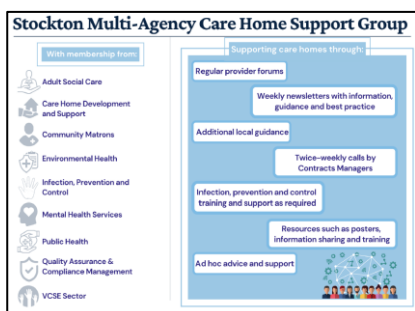 Stockton Multi-Agency Care Home Support Group
With membership from:
Adult Social Care
Care Home Development
and Support
Community Matrons
Environmental Health
Infection, Prevention and
Control
Mental Health Services
Public Health
Quality Assurance &
Compliance Management
VCSE Sector
Supporting care homes through:
Regular provider forums
Weekly newsletters with information,
guidance and best practice
Additional local guidance
Twice-weekly calls by
Contracts Managers
Infection, prevention and control
training and support as required
Resources such as posters,
information sharing and training
Ad hoc advice and support